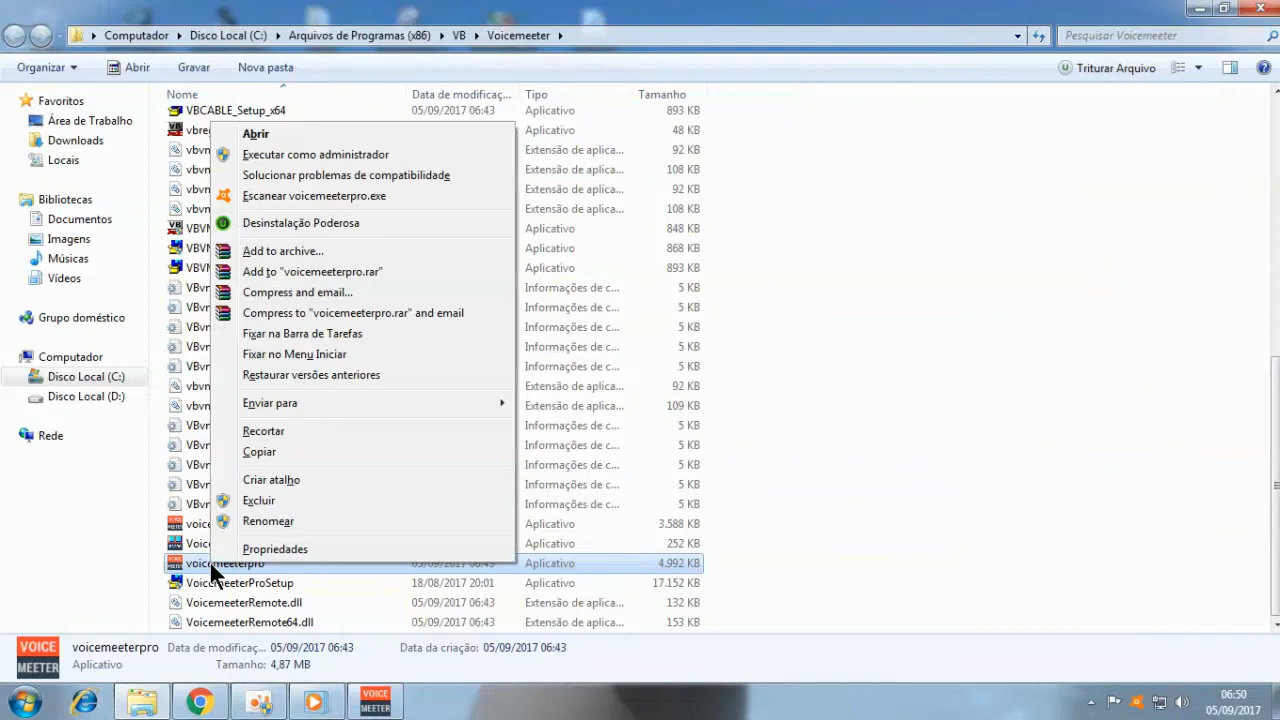 Computador ▸ Disco Local (C:) ▸ Arquivos de Programas (x86) ▸ VB ▸ Voicemeeter ▸
Pesquisar Voicemeeter
Organizar Abrir Gravar Nova pasta Triturar Arquivo
Nome Data de modificaç... Tipo Tamanho
Favoritos
Área de Trabalho
Downloads
Locais
Bibliotecas
Documentos
Imagens
Músicas
Vídeos
Grupo doméstico
Computador
Disco Local (C:)
Disco Local (D:)
Rede
VBCABLE_Setup_x64 05/09/2017 06:43 Aplicativo 893 KB
Aplicativo 48 KB
Extensão de aplica... 92 KB
Extensão de aplica... 108 KB
Extensão de aplica... 92 KB
Extensão de aplica... 108 KB
Aplicativo 848 KB
Aplicativo 868 KB
Aplicativo 893 KB
Informações de c... 5 KB
Informações de c... 5 KB
Informações de c... 5 KB
Informações de c... 5 KB
Informações de c... 5 KB
Extensão de aplica... 92 KB
Extensão de aplica... 109 KB
Informações de c... 5 KB
Informações de c... 5 KB
Informações de c... 5 KB
Informações de c... 5 KB
Informações de c... 5 KB
Aplicativo 3.588 KB
Aplicativo 252 KB
voicemeeterpro 05/09/2017 06:43 Aplicativo 4.992 KB
VoicemeeterProSetup 18/08/2017 20:01 Aplicativo 17.152 KB
VoicemeeterRemote.dll 05/09/2017 06:43 Extensão de aplica... 132 KB
VoicemeeterRemote64.dll 05/09/2017 06:43 Extensão de aplica... 153 KB
Abrir
Executar como administrador
Solucionar problemas de compatibilidade
Escanear voicemeeterpro.exe
Desinstalação Poderosa
Add to archive...
Add to "voicemeeterpro.rar"
Compress and email...
Compress to "voicemeeterpro.rar" and email
Fixar na Barra de Tarefas
Fixar no Menu Iniciar
Restaurar versões anteriores
Enviar para
Recortar
Copiar
Criar atalho
Excluir
Renomear
Propriedades
VOICE
MEETER
voicemeeterpro Data de modificaç... 05/09/2017 06:43 Data da criação: 05/09/2017 06:43
Aplicativo Tamanho: 4,87 MB
VOICE
MEETER
06:50
05/09/2017